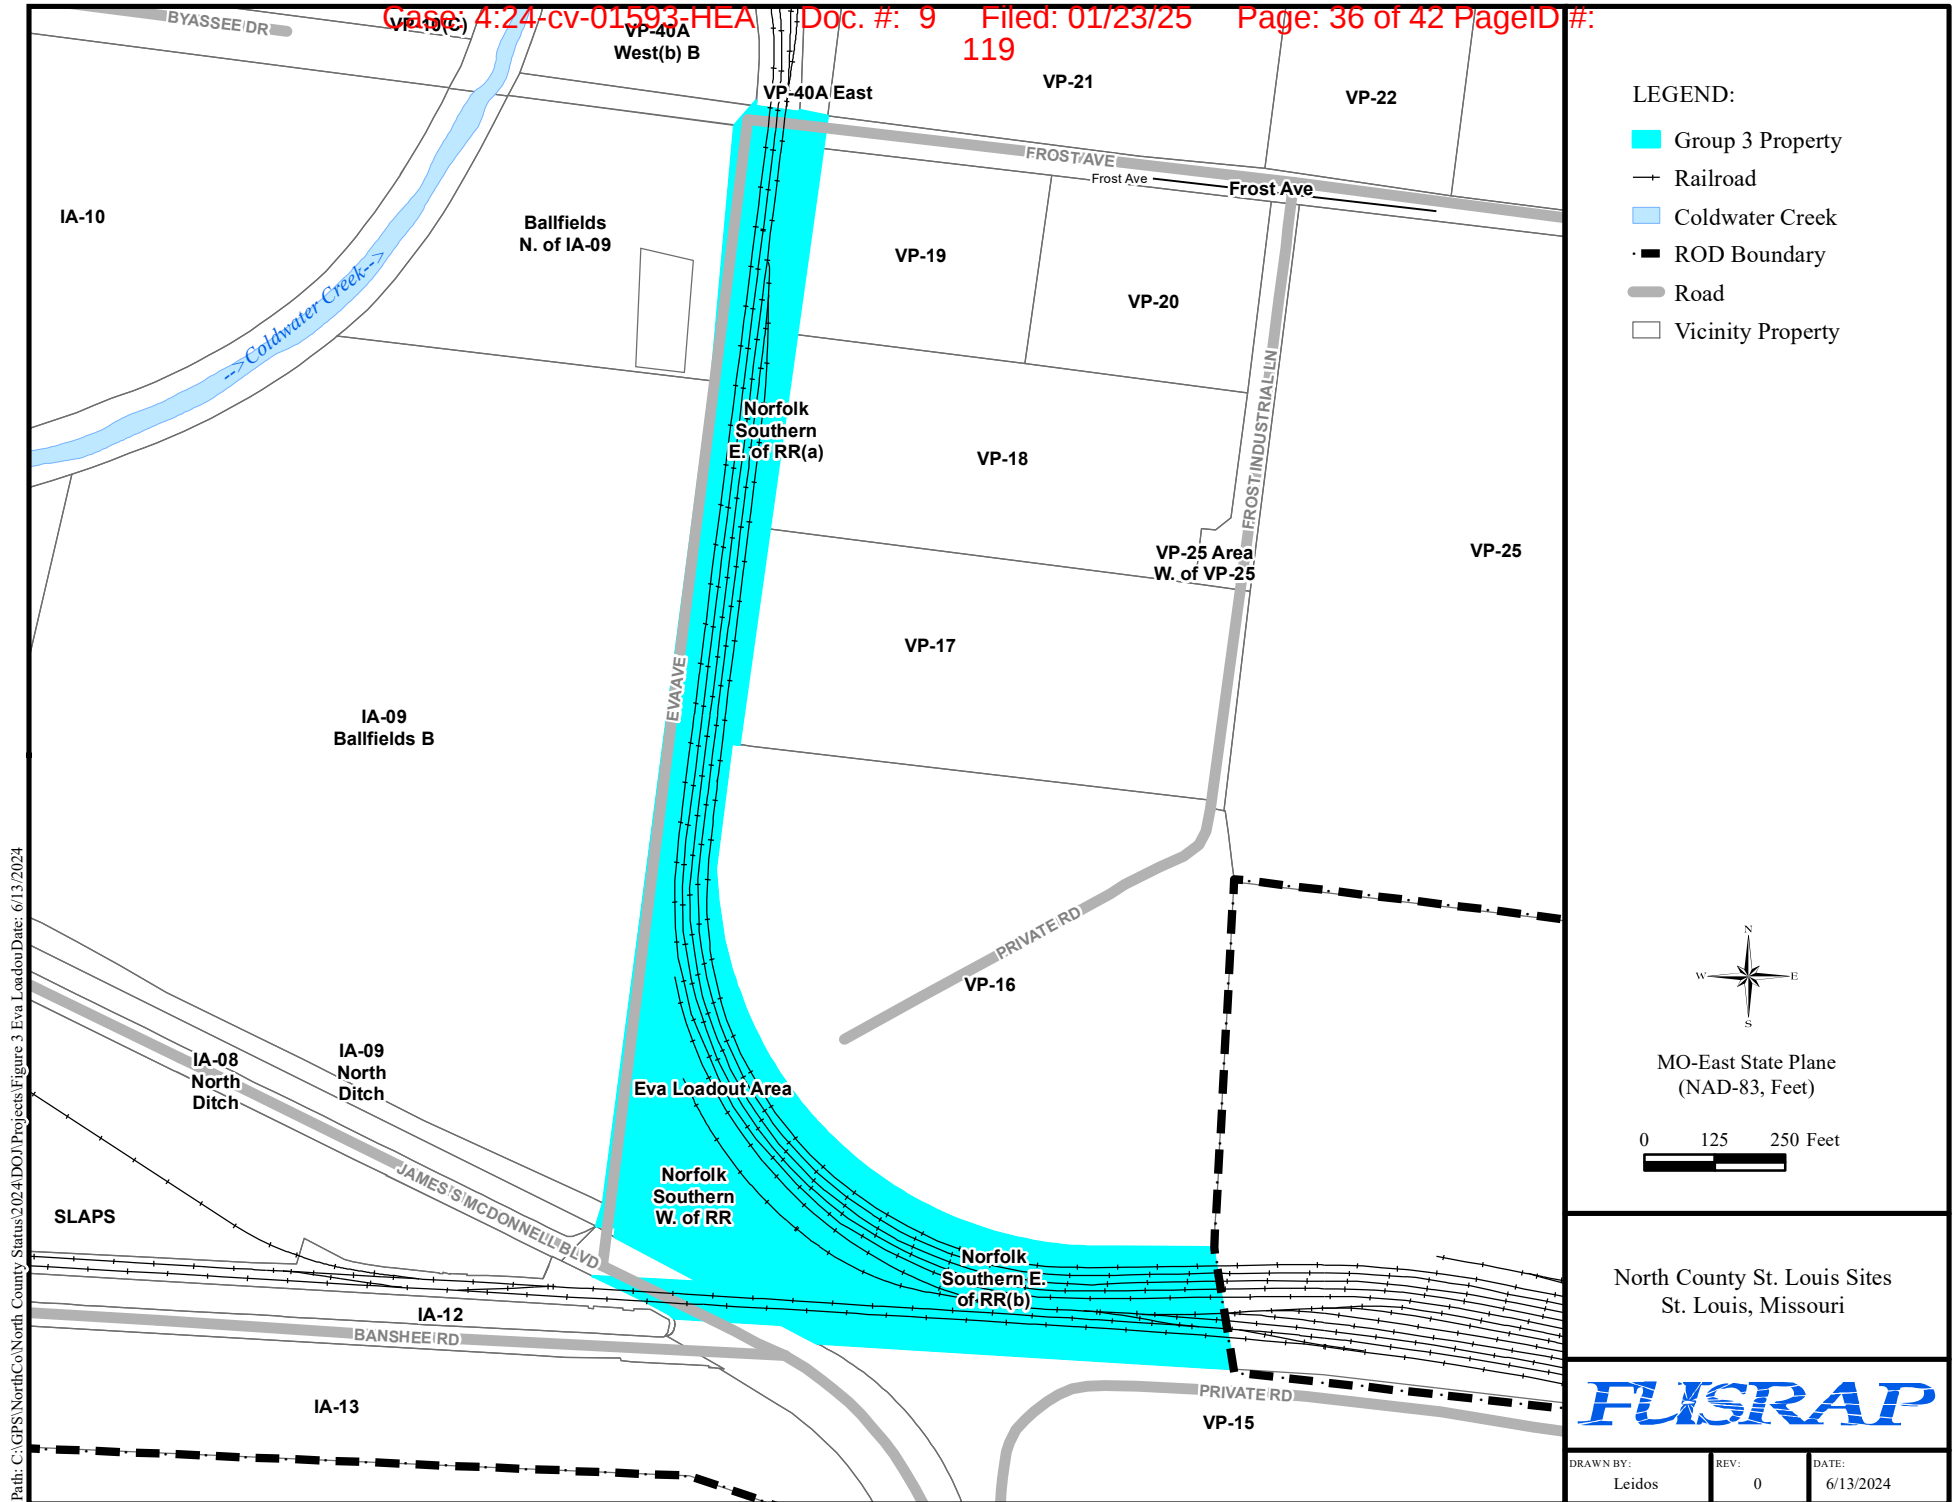 Case: 4:24-cv-01593-HEA Doc. #: 9 Filed: 01/23/25 Page: 36 of 42 PageID #:
119
BYASSEE DR
VP-10(C)
VP-40A
West(b) B
VP-40A East
VP-21
VP-22
FROST AVE
Frost Ave
Frost Ave
IA-10
Ballfields
N. of IA-09
-->Coldwater Creek-->
VP-19
VP-20
Norfolk
Southern
E. of RR(a)
VP-18
FROST INDUSTRIAL LN
VP-25 Area
W. of VP-25
VP-25
VP-17
EVA AVE
IA-09
Ballfields B
PRIVATE RD
VP-16
IA-08
North
Ditch
IA-09
North
Ditch
Eva Loadout Area
JAMES S MCDONNELL BLVD
Norfolk
Southern
W. of RR
SLAPS
Norfolk
Southern E.
of RR(b)
IA-12
BANSHEE RD
IA-13
PRIVATE RD
VP-15
LEGEND:
Group 3 Property
Railroad
Coldwater Creek
ROD Boundary
Road
Vicinity Property
N
W E
S
MO-East State Plane
(NAD-83, Feet)
0 125 250 Feet
North County St. Louis Sites
St. Louis, Missouri
FUSRAP
DRAWN BY:
Leidos
REV:
0
DATE:
6/13/2024
Path: C:\GPS\NorthCo\North County Status\2024\DOJ\Projects\Figure 3 Eva LoadouDate: 6/13/2024